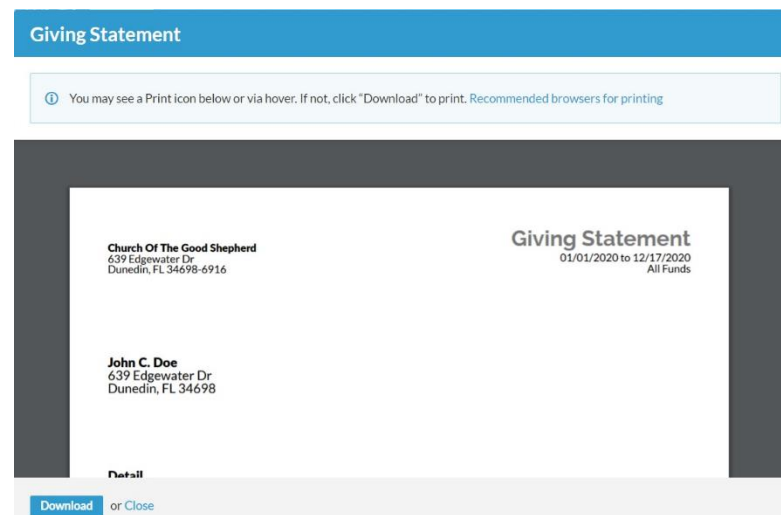 Giving Statement
You may see a Print icon below or via hover. If not, click "Download" to print. Recommended browsers for printing
Church Of The Good Shepherd
639 Edgewater Dr
Dunedin, FL 34698-6916
Giving Statement
01/01/2020 to 12/17/2020
All Funds
John C. Doe
639 Edgewater Dr
Dunedin, FL 34698
Detail
Download or Close